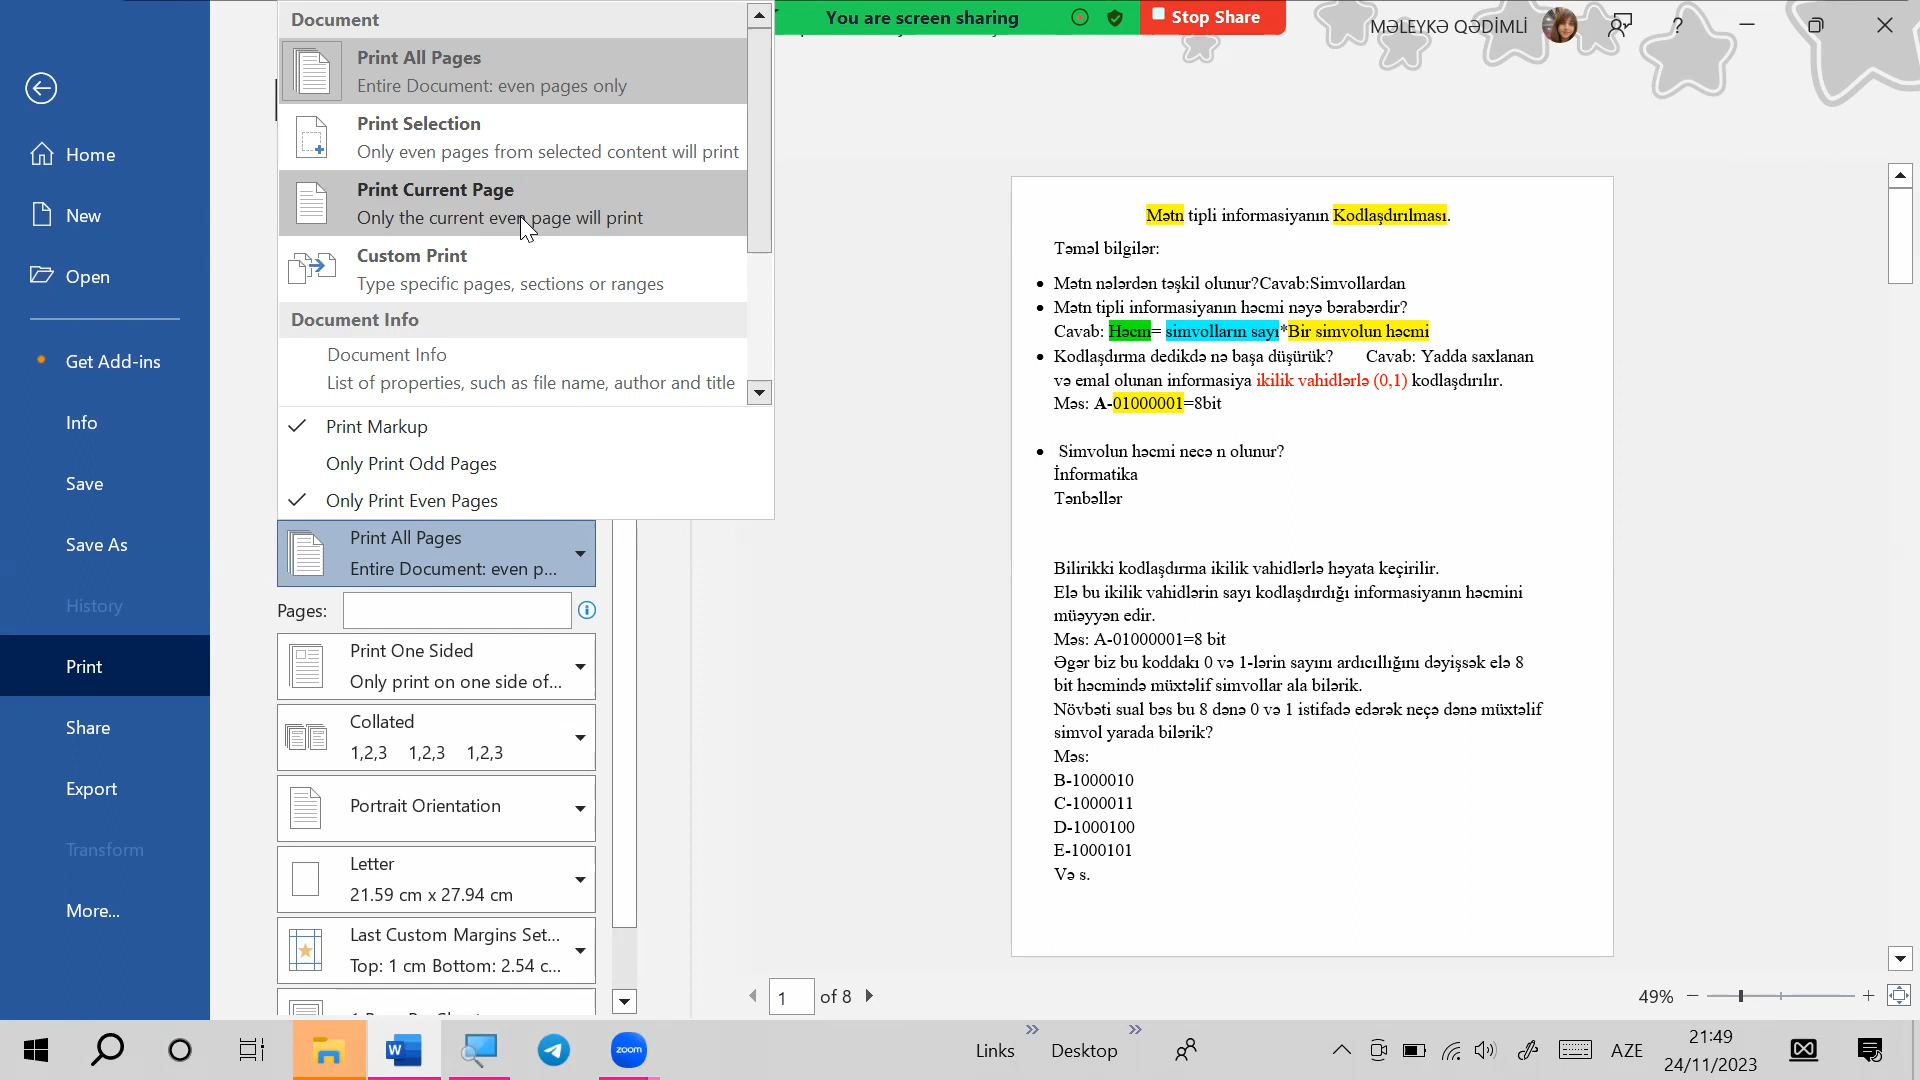 Document
Print All Pages
Entire Document: even pages only
Print Selection
Only even pages from selected content will print
Print Current Page
Only the current even page will print
Custom Print
Type specific pages, sections or ranges
Document Info
Document Info
List of properties, such as file name, author and title
Print Markup
Only Print Odd Pages
Only Print Even Pages
Print All Pages
Entire Document: even p...
Pages:
Print One Sided
Only print on one side of...
Collated
1,2,3 1,2,3 1,2,3
Portrait Orientation
Letter
21.59 cm x 27.94 cm
Last Custom Margins Set...
Top: 1 cm Bottom: 2.54 c...
Home
New
Open
Get Add-ins
Info
Save
Save As
History
Print
Share
Export
Transform
More...
You are screen sharing
Stop Share
MƏLEYKƏ QƏDİMLİ
?
Mətn tipli informasiyanın Kodlaşdırılması.
Təməl bilgilər:
Mətn nələrdən təşkil olunur?Cavab:Simvollardan
Mətn tipli informasiyanın həcmi nəyə bərabərdir?
Cavab: Həcm= simvolların sayı*Bir simvolun həcmi
Kodlaşdırma dedikdə nə başa düşürük? Cavab: Yadda saxlanan
və emal olunan informasiya ikilik vahidlərlə (0,1) kodlaşdırılır.
Məs: A-01000001=8bit
Simvolun həcmi necə n olunur?
İnformatika
Tənbəllər
Bilirikki kodlaşdırma ikilik vahidlərlə həyata keçirilir.
Elə bu ikilik vahidlərin sayı kodlaşdırdığı informasiyanın həcmini
müəyyən edir.
Məs: A-01000001=8 bit
Əgər biz bu koddakı 0 və 1-lərin sayını ardıcıllığını dəyişsək elə 8
bit həcmində müxtəlif simvollar ala bilərik.
Növbəti sual bəs bu 8 dənə 0 və 1 istifadə edərək neçə dənə müxtəlif
simvol yarada bilərik?
Məs:
B-1000010
C-1000011
D-1000100
E-1000101
Və s.
1 of 8
49%
zoom
Links
Desktop
AZE
21:49
24/11/2023